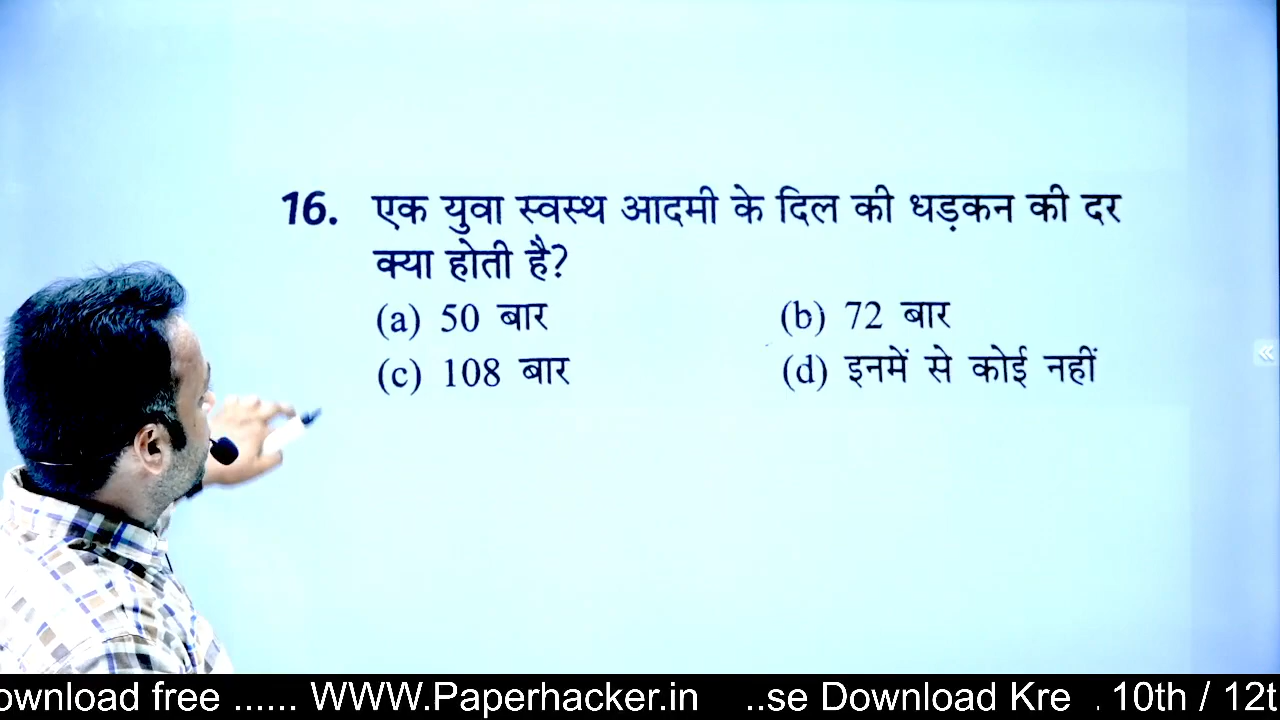 16. एक युवा स्वस्थ आदमी के दिल की धड़कन की दर
क्या होती है?
(a) 50 बार (b) 72 बार
(c) 108 बार (d) इनमें से कोई नहीं
ownload free ...... WWW.Paperhacker.in ..se Download Kre . 10th / 12t